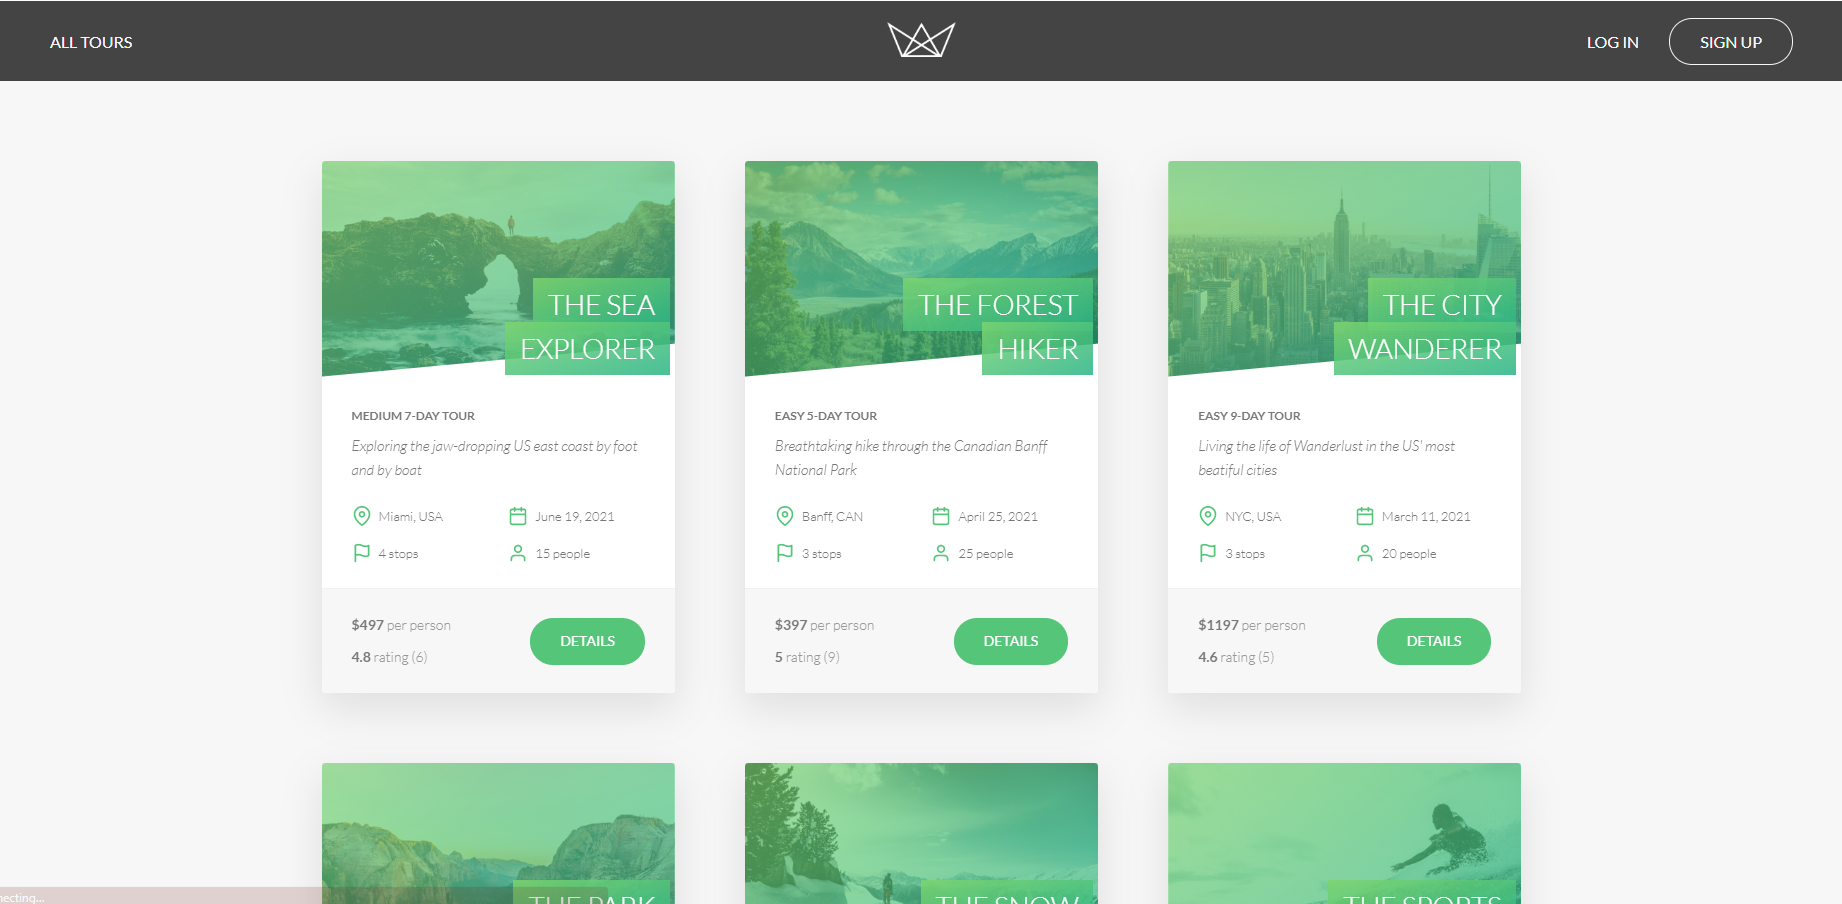 ALL TOURS
LOG IN
SIGN UP
THE SEA
EXPLORER
MEDIUM 7-DAY TOUR
Exploring the jaw-dropping US east coast by foot
and by boat
Miami, USA
June 19, 2021
4 stops
15 people
$497 per person
4.8 rating (6)
DETAILS
THE FOREST
HIKER
EASY 5-DAY TOUR
Breathtaking hike through the Canadian Banff
National Park
Banff, CAN
April 25, 2021
3 stops
25 people
$397 per person
5 rating (9)
DETAILS
THE CITY
WANDERER
EASY 9-DAY TOUR
Living the life of Wanderlust in the US' most
beatiful cities
NYC, USA
March 11, 2021
3 stops
20 people
$1197 per person
4.6 rating (5)
DETAILS
THE PARK
THE SNOW
THE SPORTS